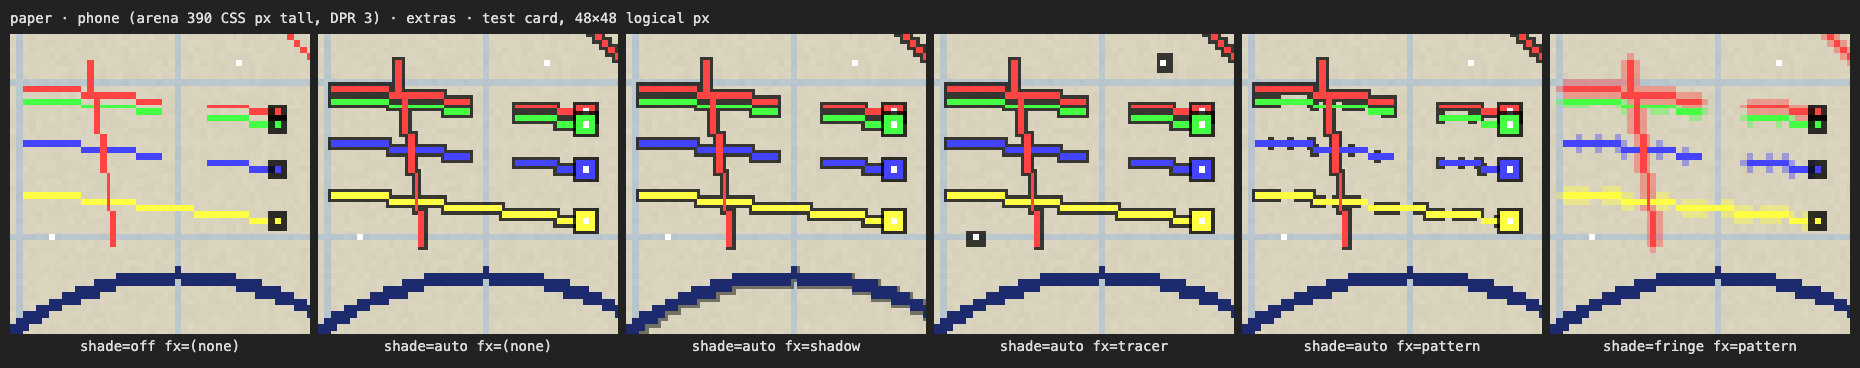 paper · phone (arena 390 CSS px tall, DPR 3) · extras · test card, 48×48 logical px
shade=off fx=(none)
shade=auto fx=(none)
shade=auto fx=shadow
shade=auto fx=tracer
shade=auto fx=pattern
shade=fringe fx=pattern